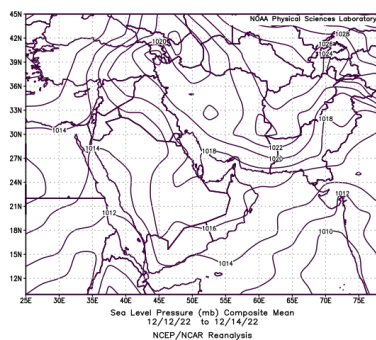 NOAA Physical Sciences Laboratory
45N
42N
39N
36N
33N
30N
27N
24N
21N
18N
15N
12N
1020
1028
1026
1024
1014
1018
1014
1018
1022
1020
1012
1012
1016
1010
1014
25E 30E 35E 40E 45E 50E 55E 60E 65E 70E 75E
Sea Level Pressure (mb) Composite Mean
12/12/22 to 12/14/22
NCEP/NCAR Reanalysis